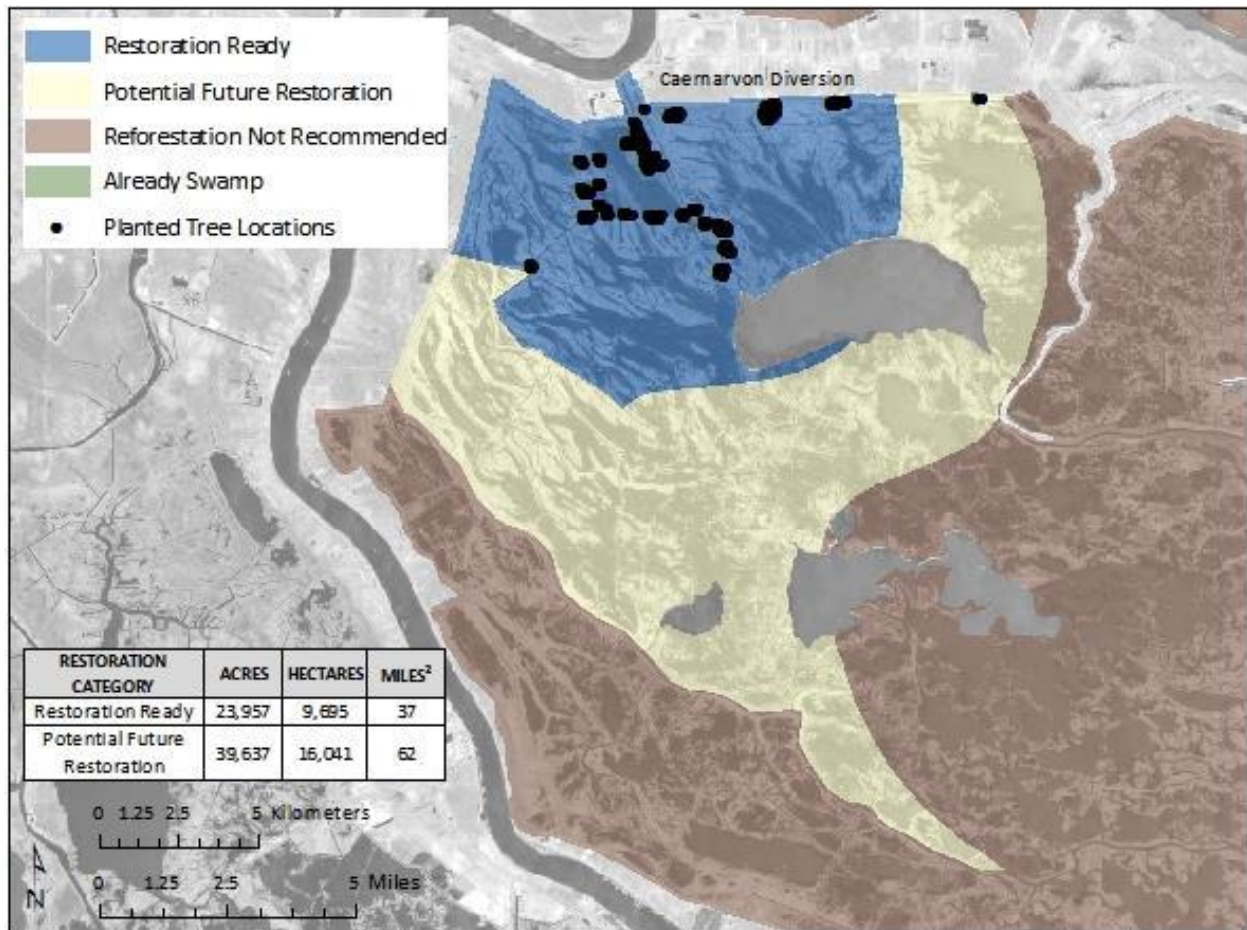 Restoration Ready
Potential Future Restoration
Reforestation Not Recommended
Already Swamp
Planted Tree Locations
Caernarvon Diversion
RESTORATION CATEGORY ACRES HECTARES MILES²
Restoration Ready 23,957 9,695 37
Potential Future Restoration 39,637 16,041 62
0 1.25 2.5 5 Kilometers
0 1.25 2.5 5 Miles
N